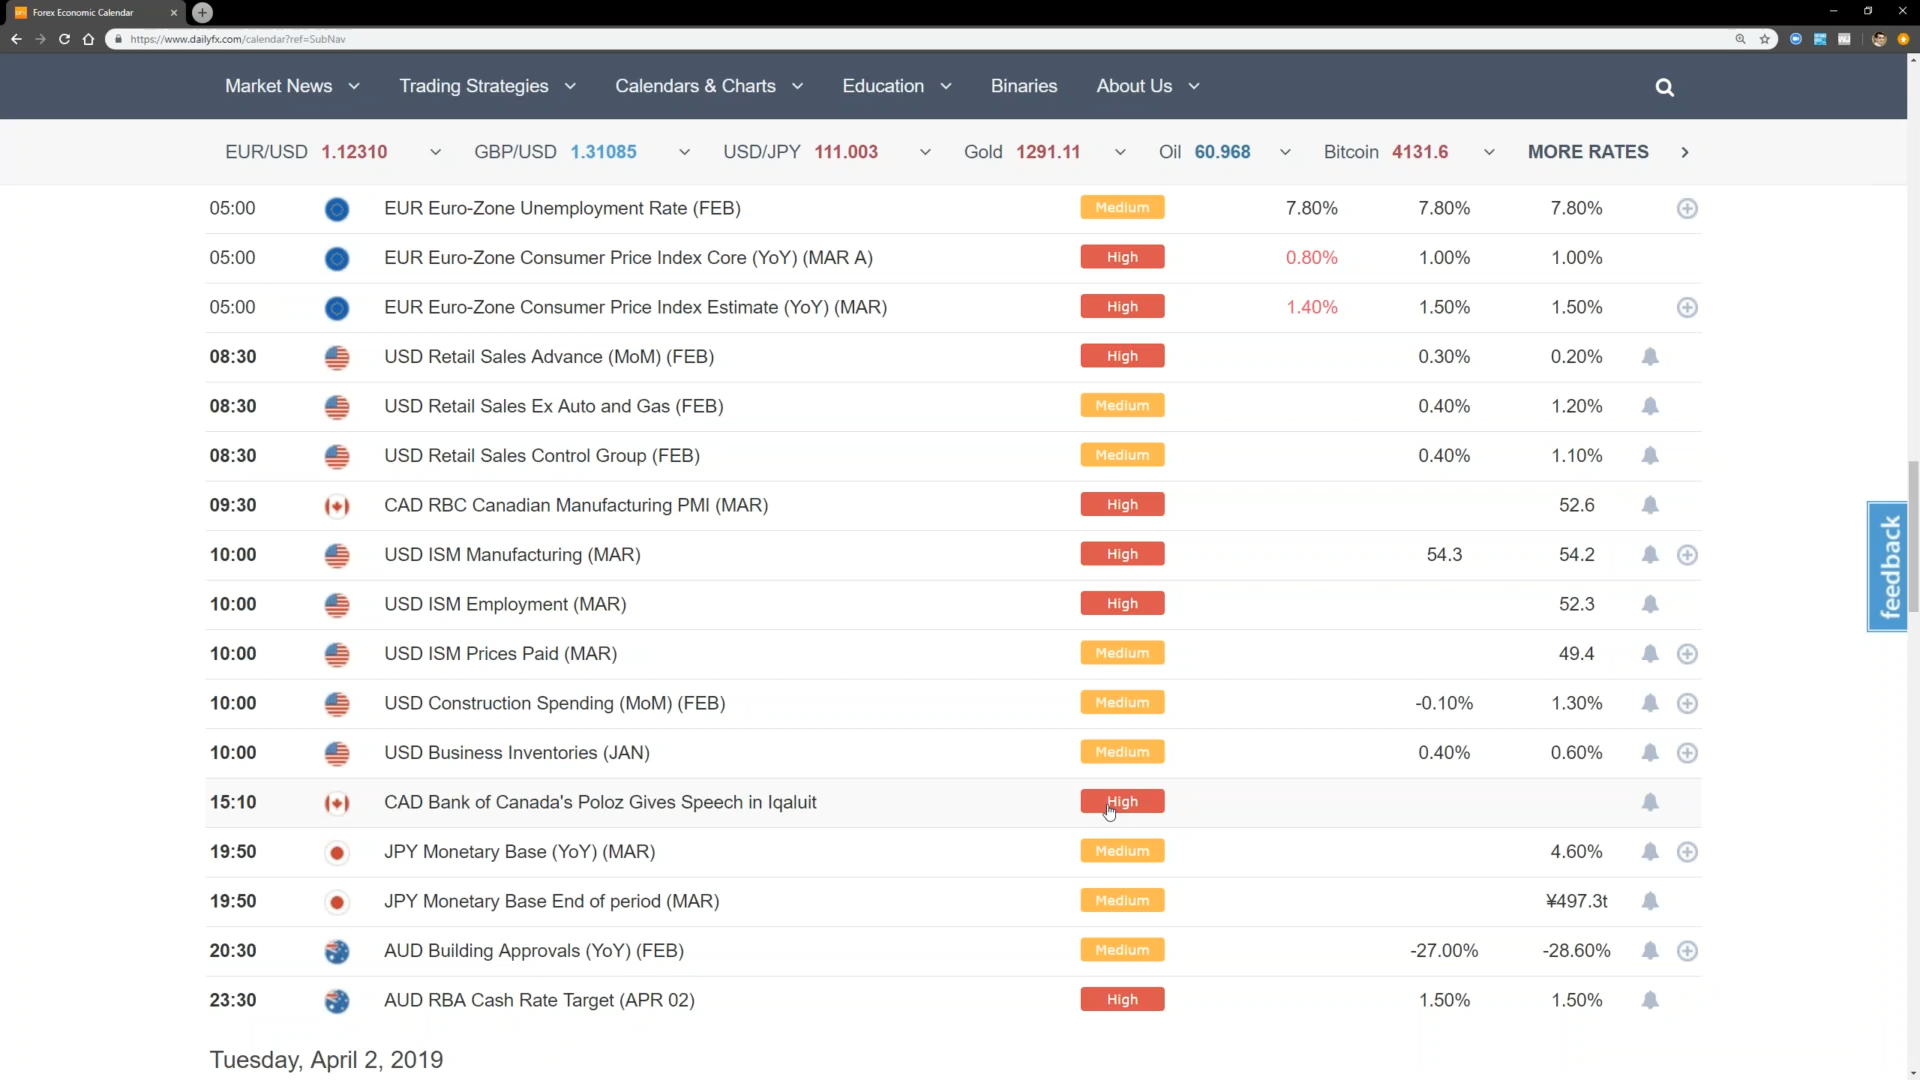 Forex Economic Calendar
https://www.dailyfx.com/calendar?ref=SubNav
Market News Trading Strategies Calendars & Charts Education Binaries About Us
EUR/USD 1.12310 GBP/USD 1.31085 USD/JPY 111.003 Gold 1291.11 Oil 60.968 Bitcoin 4131.6 MORE RATES
05:00 EUR Euro-Zone Unemployment Rate (FEB) Medium 7.80% 7.80% 7.80%
05:00 EUR Euro-Zone Consumer Price Index Core (YoY) (MAR A) High 0.80% 1.00% 1.00%
05:00 EUR Euro-Zone Consumer Price Index Estimate (YoY) (MAR) High 1.40% 1.50% 1.50%
08:30 USD Retail Sales Advance (MoM) (FEB) High 0.30% 0.20%
08:30 USD Retail Sales Ex Auto and Gas (FEB) Medium 0.40% 1.20%
08:30 USD Retail Sales Control Group (FEB) Medium 0.40% 1.10%
09:30 CAD RBC Canadian Manufacturing PMI (MAR) High 52.6
10:00 USD ISM Manufacturing (MAR) High 54.3 54.2
feedback
10:00 USD ISM Employment (MAR) High 52.3
10:00 USD ISM Prices Paid (MAR) Medium 49.4
10:00 USD Construction Spending (MoM) (FEB) Medium -0.10% 1.30%
10:00 USD Business Inventories (JAN) Medium 0.40% 0.60%
15:10 CAD Bank of Canada's Poloz Gives Speech in Iqaluit High
19:50 JPY Monetary Base (YoY) (MAR) Medium 4.60%
19:50 JPY Monetary Base End of period (MAR) Medium ¥497.3t
20:30 AUD Building Approvals (YoY) (FEB) Medium -27.00% -28.60%
23:30 AUD RBA Cash Rate Target (APR 02) High 1.50% 1.50%
Tuesday, April 2, 2019